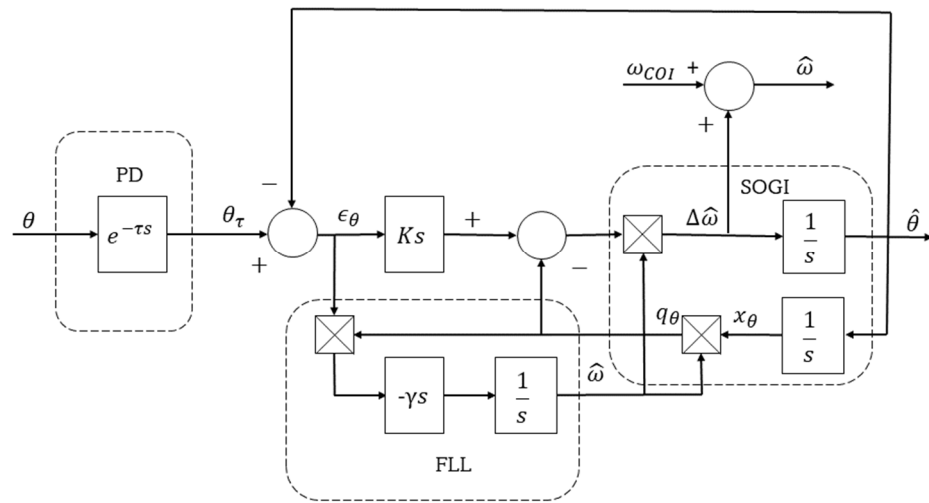 ω_COI + ω̂
+
PD
SOGI
−
θ e^{−τs} θ_τ ϵ_θ Ks + Δω̂ 1/s θ̂
+ −
q_θ x_θ 1/s
ω̂
-γs 1/s
FLL